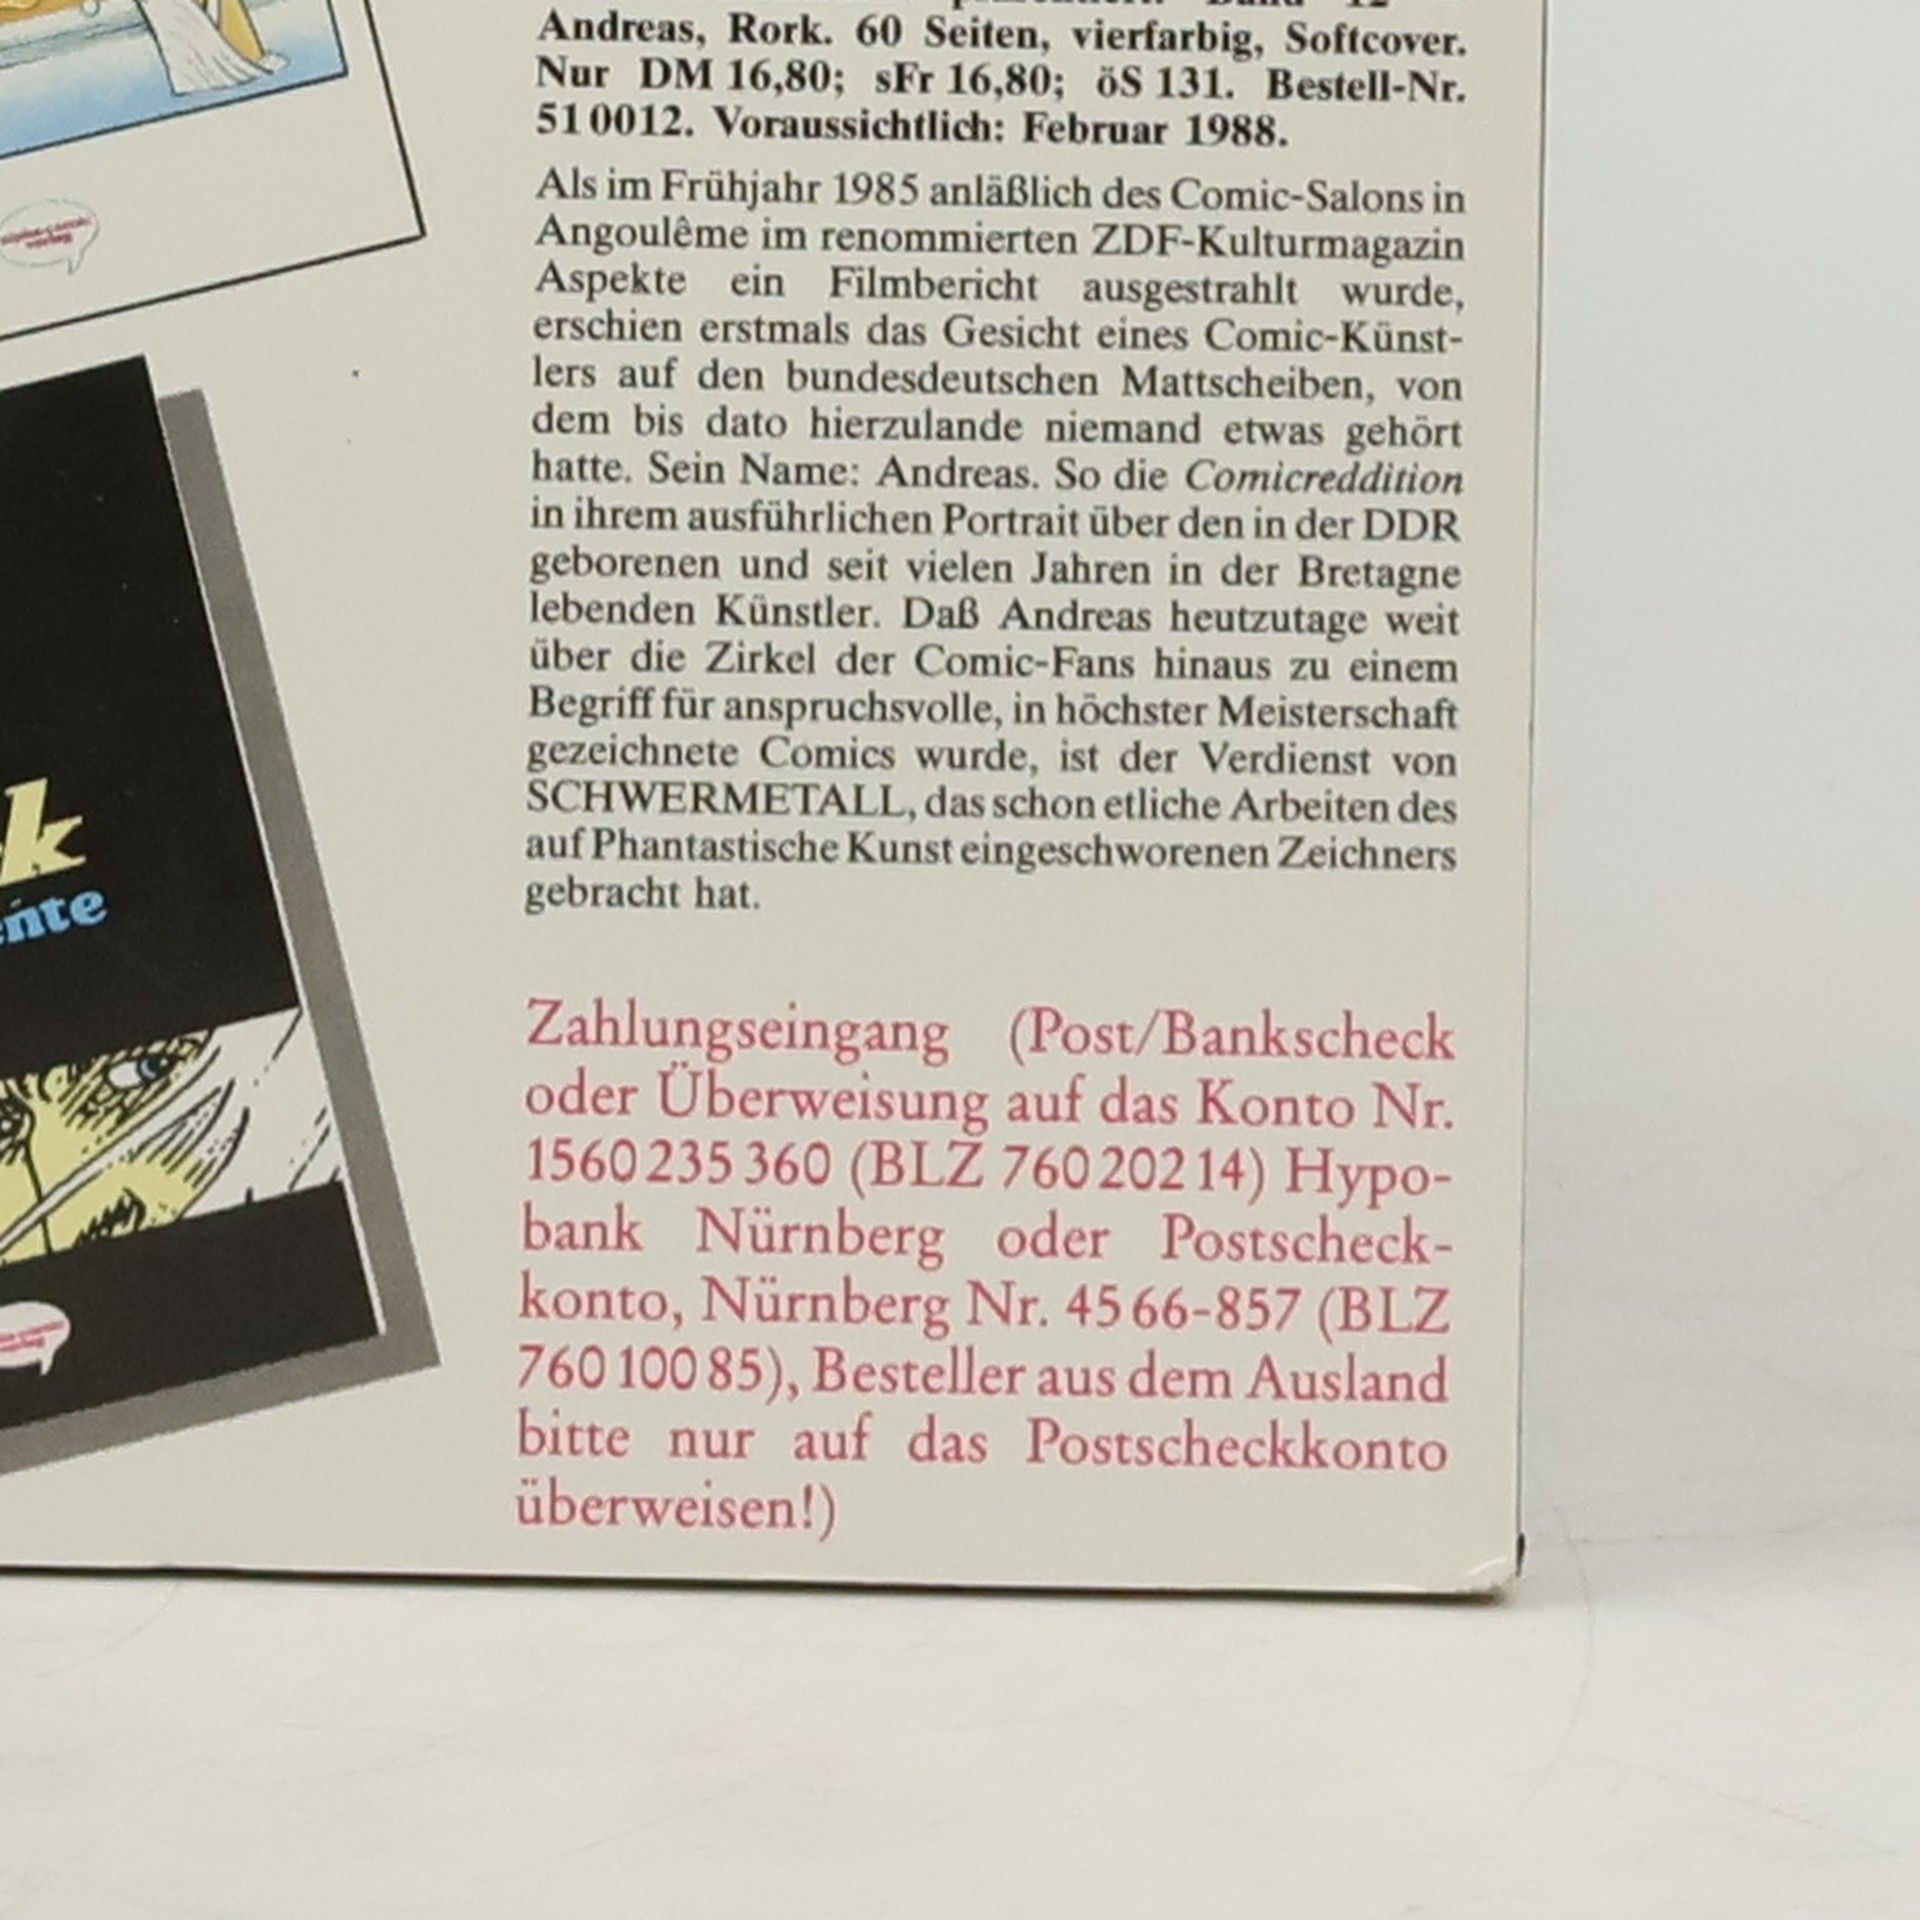 Andreas, Rork. 60 Seiten, vierfarbig, Softcover.
Nur DM 16,80; sFr 16,80; öS 131. Bestell-Nr.
51 0012. Voraussichtlich: Februar 1988.
Als im Frühjahr 1985 anläßlich des Comic-Salons in
Angoulême im renommierten ZDF-Kulturmagazin
Aspekte ein Filmbericht ausgestrahlt wurde,
erschien erstmals das Gesicht eines Comic-Künst-
lers auf den bundesdeutschen Mattscheiben, von
dem bis dato hierzulande niemand etwas gehört
hatte. Sein Name: Andreas. So die Comicreddition
in ihrem ausführlichen Portrait über den in der DDR
geborenen und seit vielen Jahren in der Bretagne
lebenden Künstler. Daß Andreas heutzutage weit
über die Zirkel der Comic-Fans hinaus zu einem
Begriff für anspruchsvolle, in höchster Meisterschaft
gezeichnete Comics wurde, ist der Verdienst von
SCHWERMETALL, das schon etliche Arbeiten des
auf Phantastische Kunst eingeschworenen Zeichners
gebracht hat.
Zahlungseingang (Post/Bankscheck
oder Überweisung auf das Konto Nr.
1560 235 360 (BLZ 760 202 14) Hypo-
bank Nürnberg oder Postscheck-
konto, Nürnberg Nr. 45 66-857 (BLZ
760 100 85), Besteller aus dem Ausland
bitte nur auf das Postscheckkonto
überweisen!)